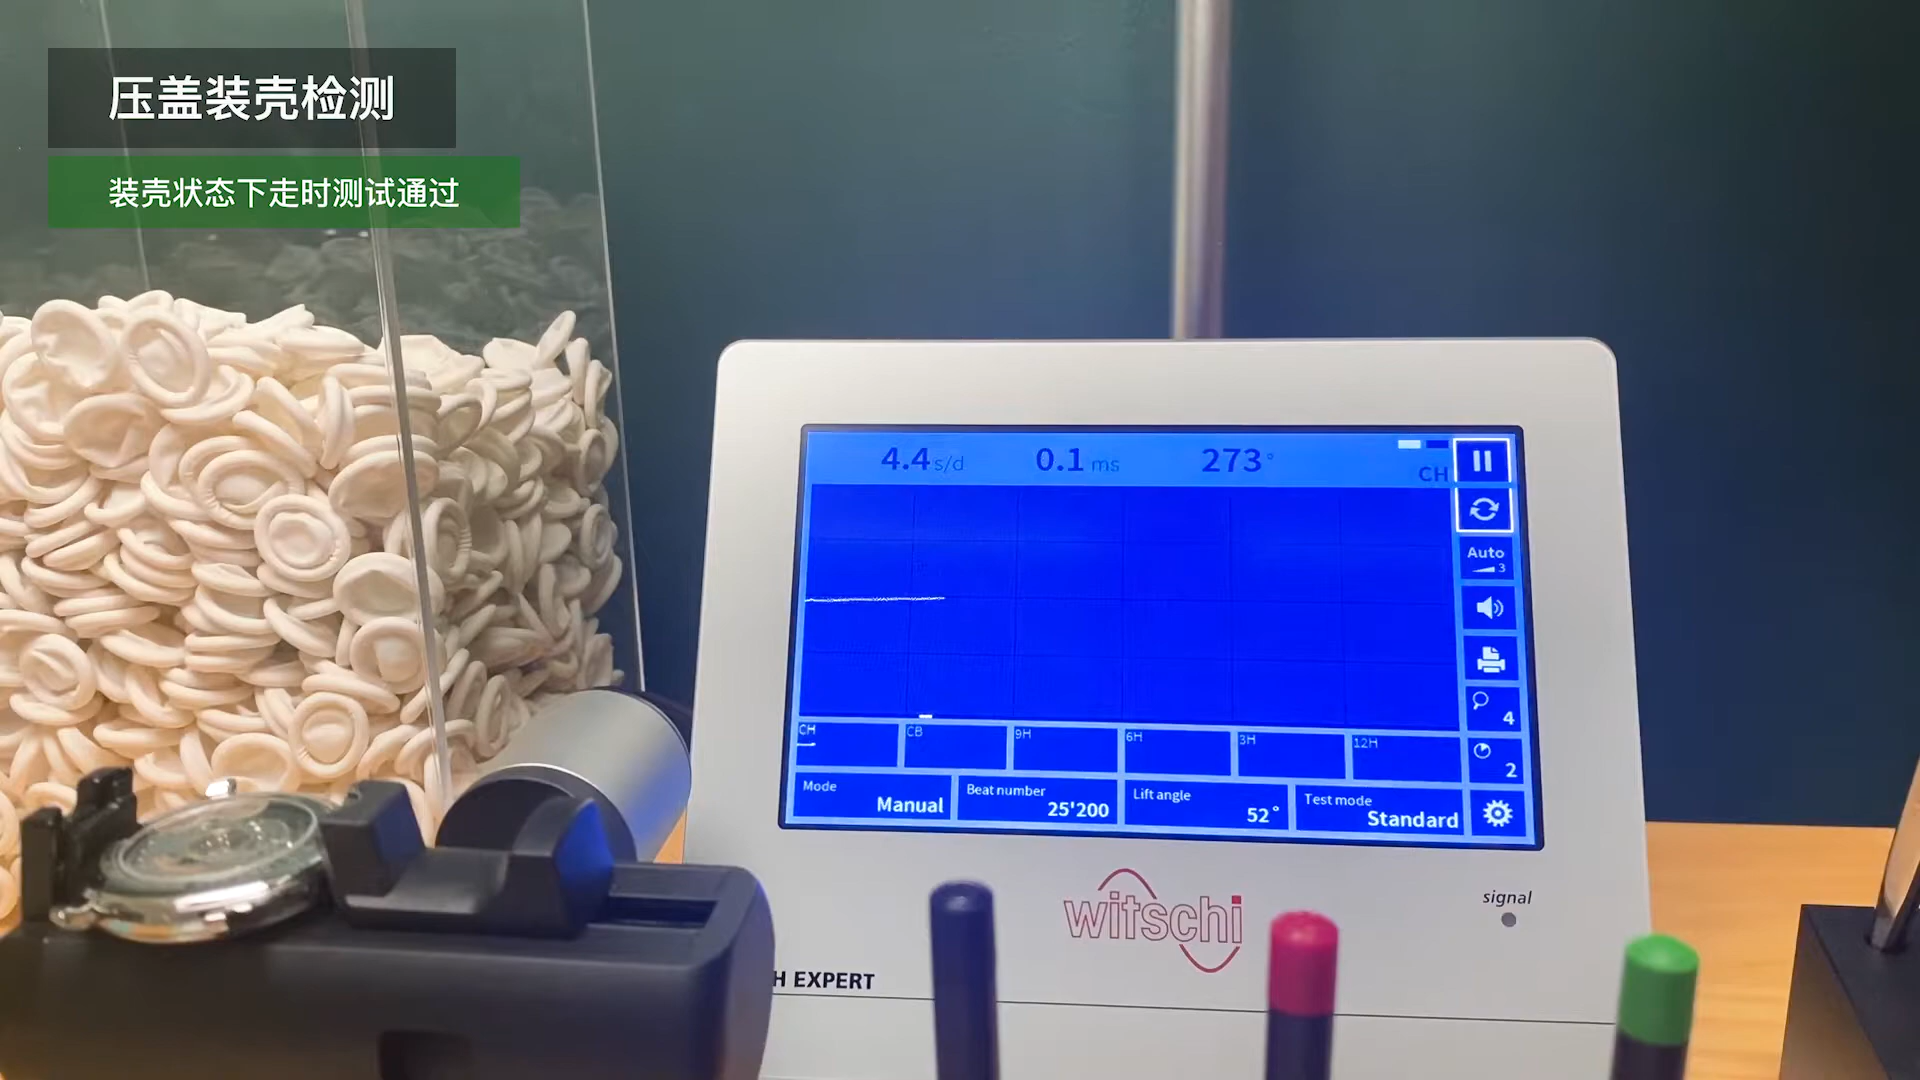 压盖装壳检测
装壳状态下走时测试通过
4.4 s/d 0.1 ms 273°
CH
Auto
3
4
2
CH CB 9H 6H 3H 12H
Mode Manual
Beat number 25'200
Lift angle 52°
Test mode Standard
witschi
signal
H EXPERT